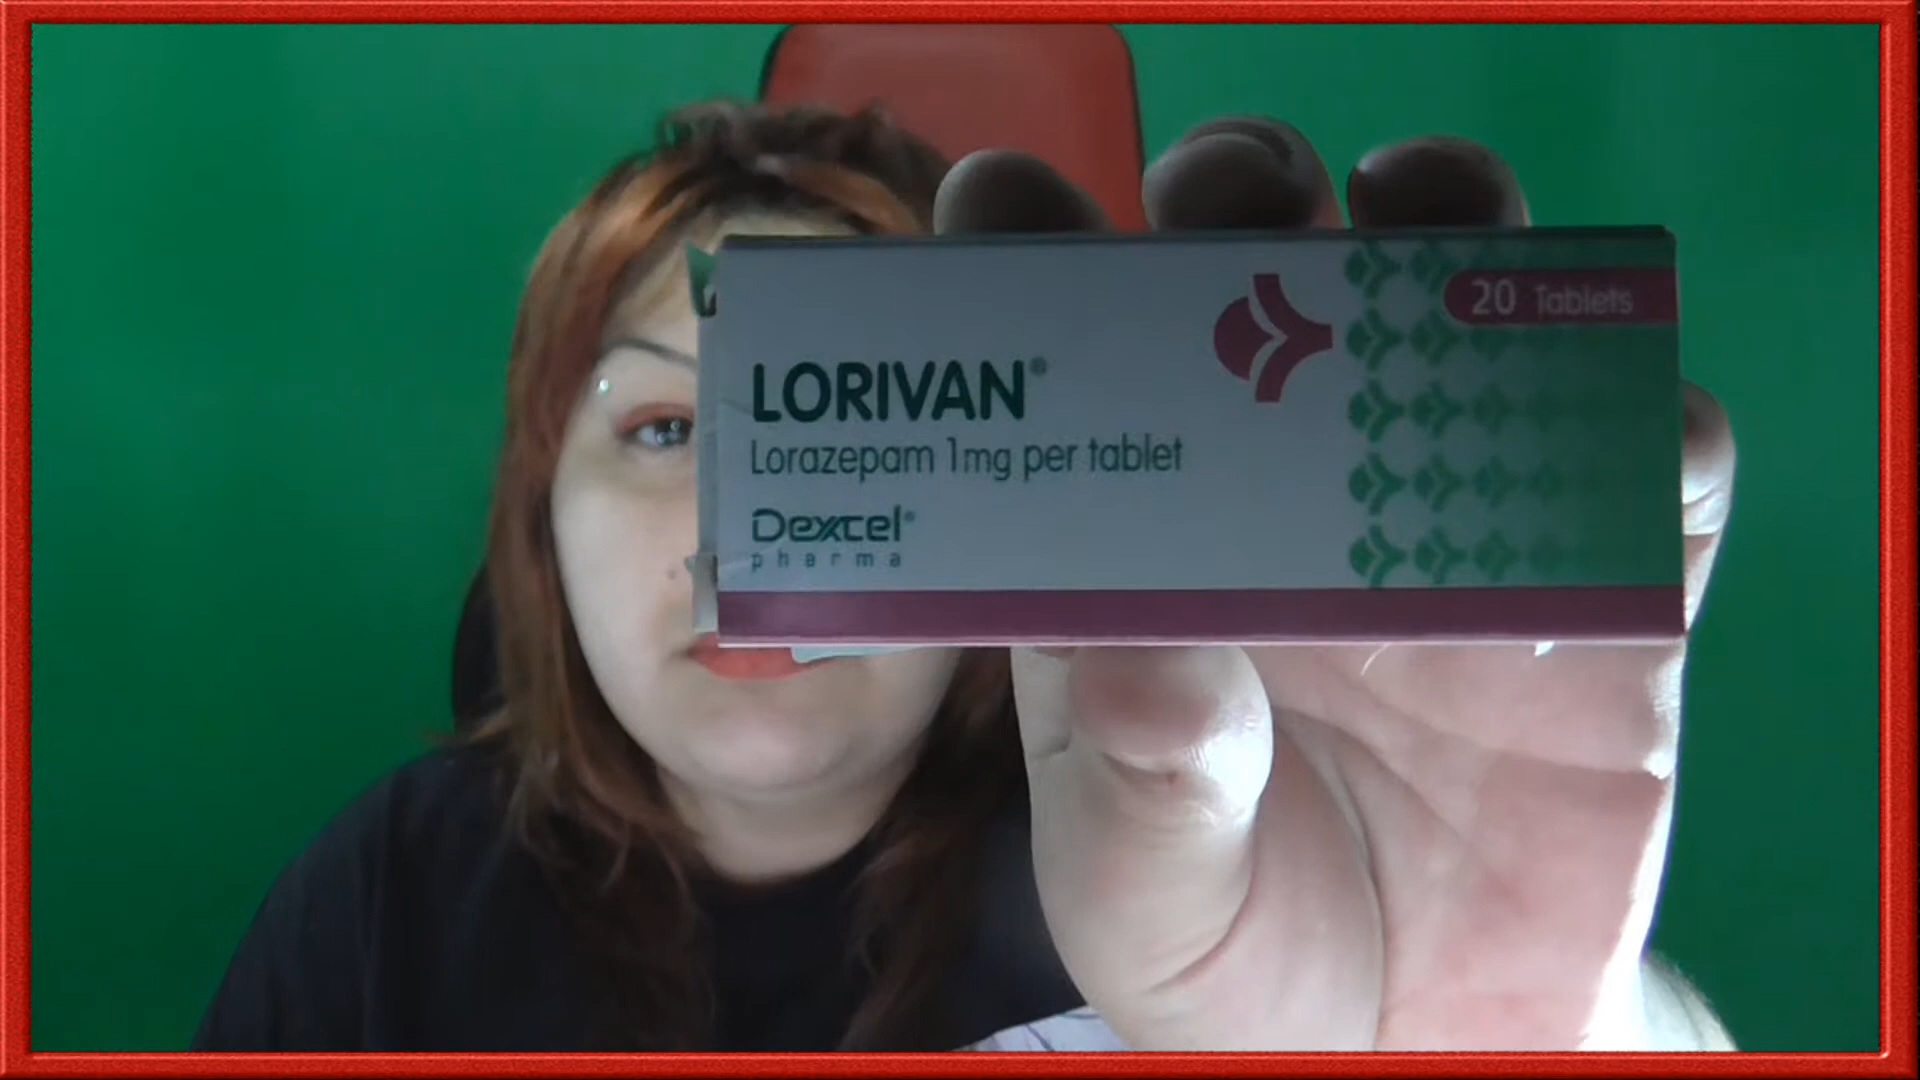 20 Tablets
LORIVAN®
Lorazepam 1mg per tablet
Dexcel®
pharma